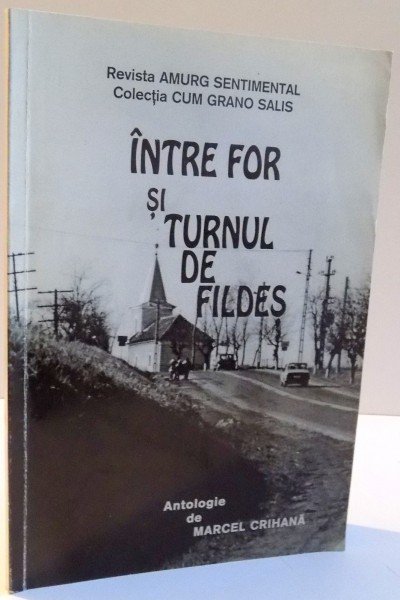 Revista AMURG SENTIMENTAL
Colecția CUM GRANO SALIS
ÎNTRE FOR
ȘI
TURNUL
DE
FILDEȘ
Antologie
de
MARCEL CRIHANĂ